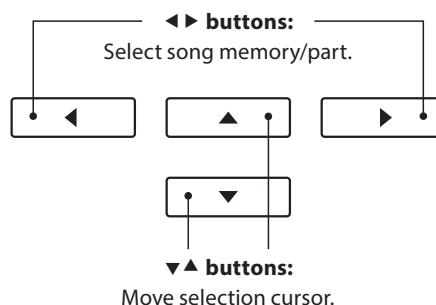 ◀ ▶ buttons:
Select song memory/part.
◀
▲
▶
▼
▼▲ buttons:
Move selection cursor.